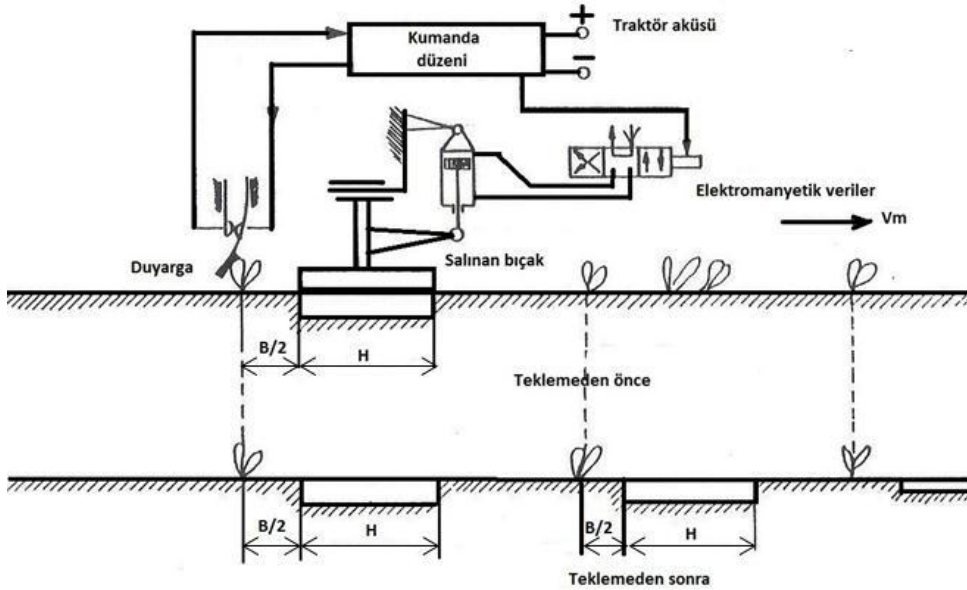 Kumanda
düzeni
+
−
Traktör aküsü
Elektromanyetik veriler
Vm
Duyarga
Salınan bıçak
B/2
H
Teklemeden önce
B/2
H
B/2
H
Teklemeden sonra